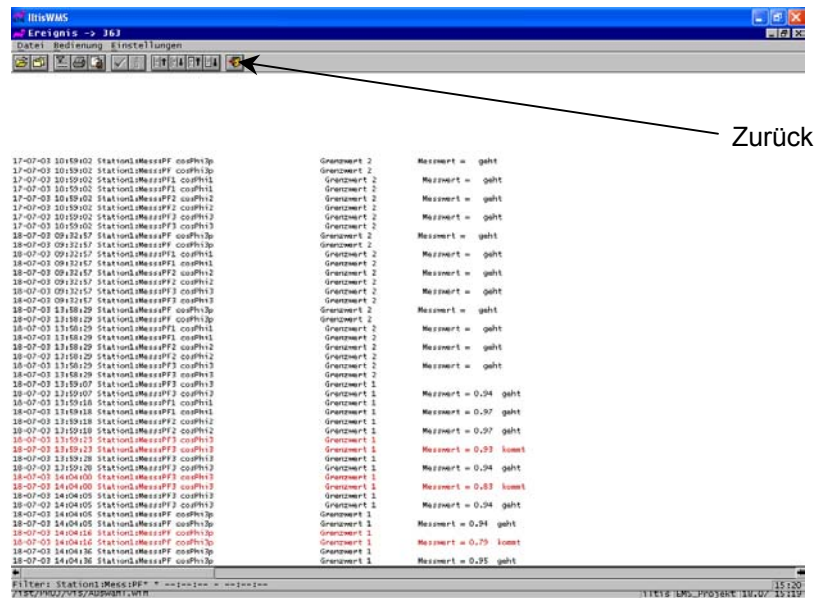 IltisWMS
Ereignis -> 363
Datei Bedienung Einstellungen
Zurück
17-07-03 10:59:02 Station1:Mess:PF cosPhi3p Grenzwert 2 Messwert = geht
17-07-03 10:59:02 Station1:Mess:PF cosPhi3p Grenzwert 2
17-07-03 10:59:02 Station1:Mess:PF1 cosPhi1 Grenzwert 2 Messwert = geht
17-07-03 10:59:02 Station1:Mess:PF1 cosPhi1 Grenzwert 2
17-07-03 10:59:02 Station1:Mess:PF2 cosPhi2 Grenzwert 2 Messwert = geht
17-07-03 10:59:02 Station1:Mess:PF2 cosPhi2 Grenzwert 2
17-07-03 10:59:02 Station1:Mess:PF3 cosPhi3 Grenzwert 2 Messwert = geht
17-07-03 10:59:02 Station1:Mess:PF3 cosPhi3 Grenzwert 2
18-07-03 09:32:57 Station1:Mess:PF cosPhi3p Grenzwert 2 Messwert = geht
18-07-03 09:32:57 Station1:Mess:PF cosPhi3p Grenzwert 2
18-07-03 09:32:57 Station1:Mess:PF1 cosPhi1 Grenzwert 2 Messwert = geht
18-07-03 09:32:57 Station1:Mess:PF1 cosPhi1 Grenzwert 2
18-07-03 09:32:57 Station1:Mess:PF2 cosPhi2 Grenzwert 2 Messwert = geht
18-07-03 09:32:57 Station1:Mess:PF2 cosPhi2 Grenzwert 2
18-07-03 09:32:57 Station1:Mess:PF3 cosPhi3 Grenzwert 2 Messwert = geht
18-07-03 09:32:57 Station1:Mess:PF3 cosPhi3 Grenzwert 2
18-07-03 13:58:29 Station1:Mess:PF cosPhi3p Grenzwert 2 Messwert = geht
18-07-03 13:58:29 Station1:Mess:PF cosPhi3p Grenzwert 2
18-07-03 13:58:29 Station1:Mess:PF1 cosPhi1 Grenzwert 2 Messwert = geht
18-07-03 13:58:29 Station1:Mess:PF1 cosPhi1 Grenzwert 2
18-07-03 13:58:29 Station1:Mess:PF2 cosPhi2 Grenzwert 2 Messwert = geht
18-07-03 13:58:29 Station1:Mess:PF2 cosPhi2 Grenzwert 2
18-07-03 13:58:29 Station1:Mess:PF3 cosPhi3 Grenzwert 2 Messwert = geht
18-07-03 13:58:29 Station1:Mess:PF3 cosPhi3 Grenzwert 2
18-07-03 13:59:07 Station1:Mess:PF3 cosPhi3 Grenzwert 1
18-07-03 13:59:07 Station1:Mess:PF3 cosPhi3 Grenzwert 1 Messwert = 0.94 geht
18-07-03 13:59:18 Station1:Mess:PF1 cosPhi1 Grenzwert 1
18-07-03 13:59:18 Station1:Mess:PF1 cosPhi1 Grenzwert 1 Messwert = 0.97 geht
18-07-03 13:59:18 Station1:Mess:PF2 cosPhi2 Grenzwert 1
18-07-03 13:59:18 Station1:Mess:PF2 cosPhi2 Grenzwert 1 Messwert = 0.97 geht
18-07-03 13:59:23 Station1:Mess:PF3 cosPhi3 Grenzwert 1
18-07-03 13:59:23 Station1:Mess:PF3 cosPhi3 Grenzwert 1 Messwert = 0.93 kommt
18-07-03 13:59:28 Station1:Mess:PF3 cosPhi3 Grenzwert 1
18-07-03 13:59:28 Station1:Mess:PF3 cosPhi3 Grenzwert 1 Messwert = 0.94 geht
18-07-03 14:04:00 Station1:Mess:PF3 cosPhi3 Grenzwert 1
18-07-03 14:04:00 Station1:Mess:PF3 cosPhi3 Grenzwert 1 Messwert = 0.83 kommt
18-07-03 14:04:05 Station1:Mess:PF3 cosPhi3 Grenzwert 1
18-07-03 14:04:05 Station1:Mess:PF3 cosPhi3 Grenzwert 1 Messwert = 0.94 geht
18-07-03 14:04:05 Station1:Mess:PF cosPhi3p Grenzwert 1
18-07-03 14:04:05 Station1:Mess:PF cosPhi3p Grenzwert 1 Messwert = 0.94 geht
18-07-03 14:04:16 Station1:Mess:PF cosPhi3p Grenzwert 1
18-07-03 14:04:16 Station1:Mess:PF cosPhi3p Grenzwert 1 Messwert = 0.79 kommt
18-07-03 14:04:36 Station1:Mess:PF cosPhi3p Grenzwert 1
18-07-03 14:04:36 Station1:Mess:PF cosPhi3p Grenzwert 1 Messwert = 0.95 geht
Filter: Station1:Mess:PF* * --:--:-- - --:--:-- 15:20
/ist/PROJ/vis/Auswahl.wfm iltis EMS_Projekt 18.07 15:19